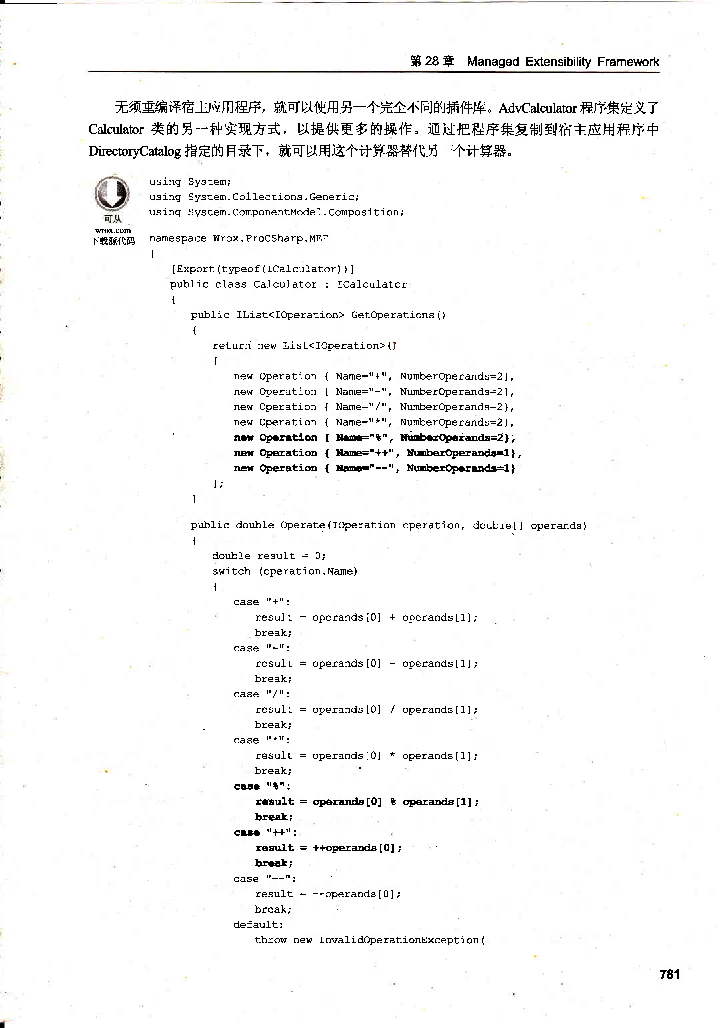 第 28 章 Managed Extensibility Framework
无须重编译宿主应用程序，就可以使用另一个完全不同的插件库。AdvCalculator 程序集定义了
Calculator 类的另一种实现方式，以提供更多的操作。通过把程序集复制到宿主应用程序中
DirectoryCatalog 指定的目录下，就可以用这个计算器替代另一个计算器。
可从
wrox.com
下载源代码
using System;
using System.Collections.Generic;
using System.ComponentModel.Composition;
namespace Wrox.ProCSharp.MEF
{
[Export(typeof(ICalculator))]
public class Calculator : ICalculator
{
public IList<IOperation> GetOperations()
{
return new List<IOperation>()
{
new Operation { Name="+", NumberOperands=2},
new Operation { Name="-", NumberOperands=2},
new Operation { Name="/", NumberOperands=2},
new Operation { Name="*", NumberOperands=2},
new Operation { Name="%", NumberOperands=2},
new Operation { Name="++", NumberOperands=1},
new Operation { Name="--", NumberOperands=1}
};
}
public double Operate(IOperation operation, double[] operands)
{
double result = 0;
switch (operation.Name)
{
case "+":
result = operands[0] + operands[1];
break;
case "-":
result = operands[0] - operands[1];
break;
case "/":
result = operands[0] / operands[1];
break;
case "*":
result = operands[0] * operands[1];
break;
case "%":
result = operands[0] % operands[1];
break;
case "++":
result = ++operands[0];
break;
case "--":
result = --operands[0];
break;
default:
throw new InvalidOperationException(
781